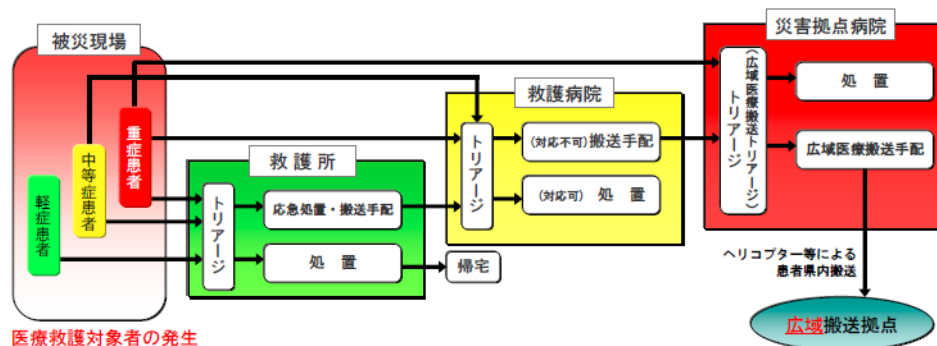 被災現場
重症患者
中等症患者
軽症患者
医療救護対象者の発生
救護所
トリアージ
応急処置・搬送手配
処置
帰宅
救護病院
トリアージ
(対応不可)搬送手配
(対応可) 処置
災害拠点病院
トリアージ
(広域医療搬送トリアージ)
処置
広域医療搬送手配
ヘリコプター等による
患者県内搬送
広域搬送拠点